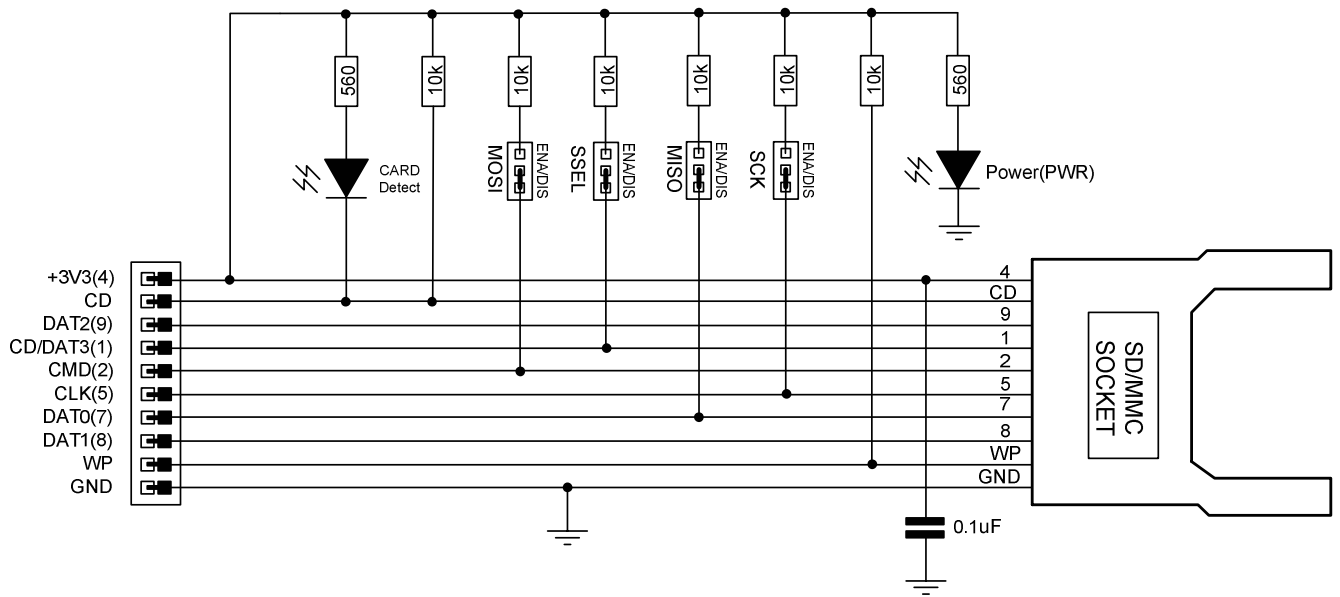 560
10k
10k
10k
10k
10k
10k
560
CARD
Detect
MOSI
ENA/DIS
SSEL
ENA/DIS
MISO
ENA/DIS
SCK
ENA/DIS
Power(PWR)
+3V3(4)
CD
DAT2(9)
CD/DAT3(1)
CMD(2)
CLK(5)
DAT0(7)
DAT1(8)
WP
GND
4
CD
9
1
2
5
7
8
WP
GND
SD/MMC
SOCKET
0.1uF